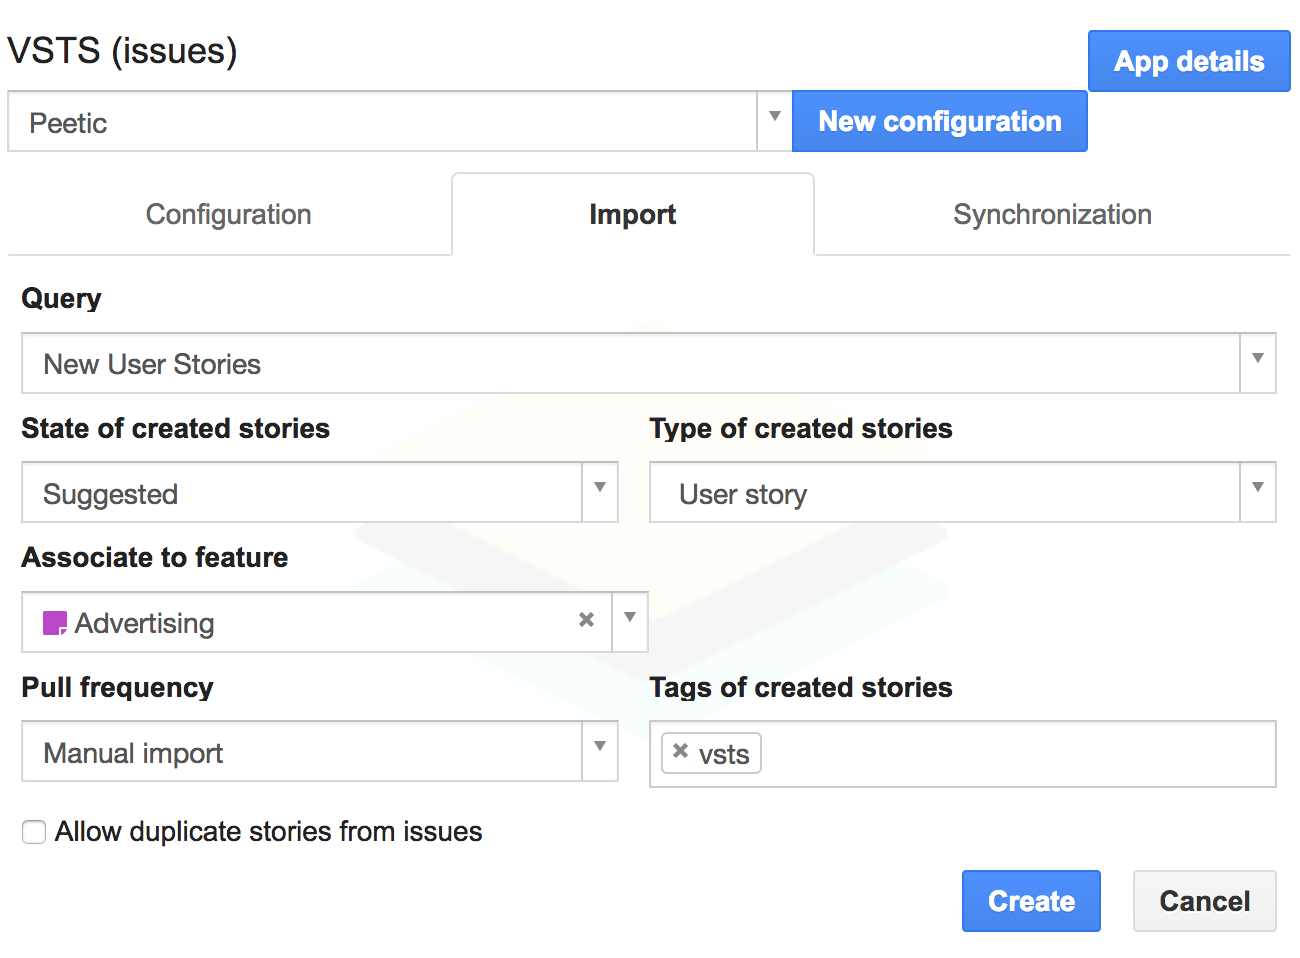 VSTS (issues)
App details
Peetic
New configuration
Configuration
Import
Synchronization
Query
New User Stories
State of created stories
Type of created stories
Suggested
User story
Associate to feature
Advertising
Pull frequency
Tags of created stories
Manual import
vsts
Allow duplicate stories from issues
Create
Cancel